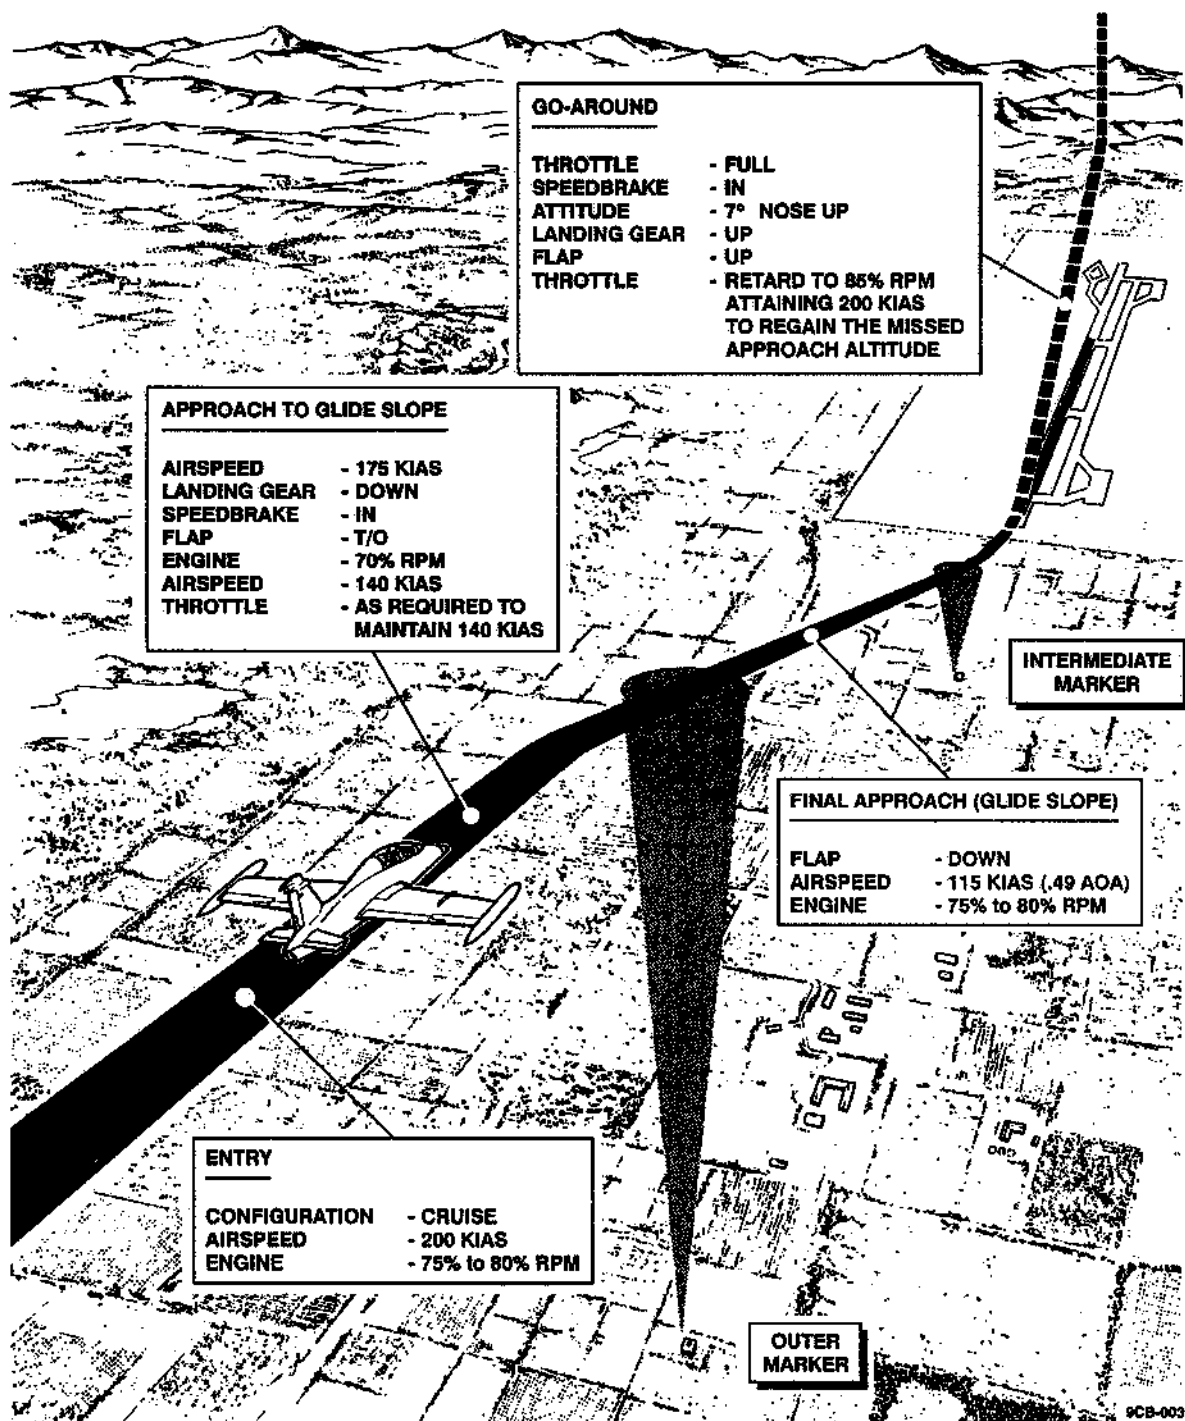 GO-AROUND
THROTTLE - FULL
SPEEDBRAKE - IN
ATTITUDE - 7° NOSE UP
LANDING GEAR - UP
FLAP - UP
THROTTLE - RETARD TO 85% RPM
ATTAINING 200 KIAS
TO REGAIN THE MISSED
APPROACH ALTITUDE
APPROACH TO GLIDE SLOPE
AIRSPEED - 175 KIAS
LANDING GEAR - DOWN
SPEEDBRAKE - IN
FLAP - T/O
ENGINE - 70% RPM
AIRSPEED - 140 KIAS
THROTTLE - AS REQUIRED TO
MAINTAIN 140 KIAS
INTERMEDIATE
MARKER
FINAL APPROACH (GLIDE SLOPE)
FLAP - DOWN
AIRSPEED - 115 KIAS (.49 AOA)
ENGINE - 75% to 80% RPM
ENTRY
CONFIGURATION - CRUISE
AIRSPEED - 200 KIAS
ENGINE - 75% to 80% RPM
OUTER
MARKER
9CB-003